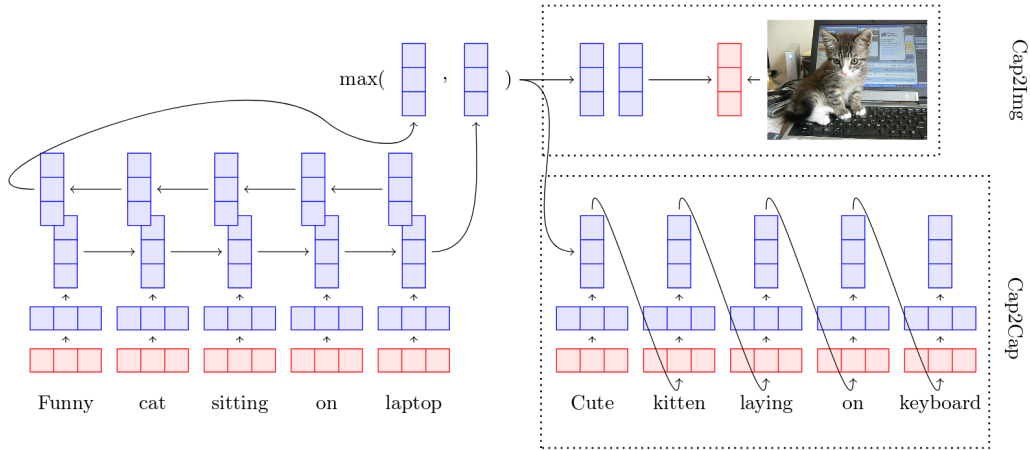 max( , )
Cap2Img
Funny cat sitting on laptop
Cute kitten laying on keyboard
Cap2Cap